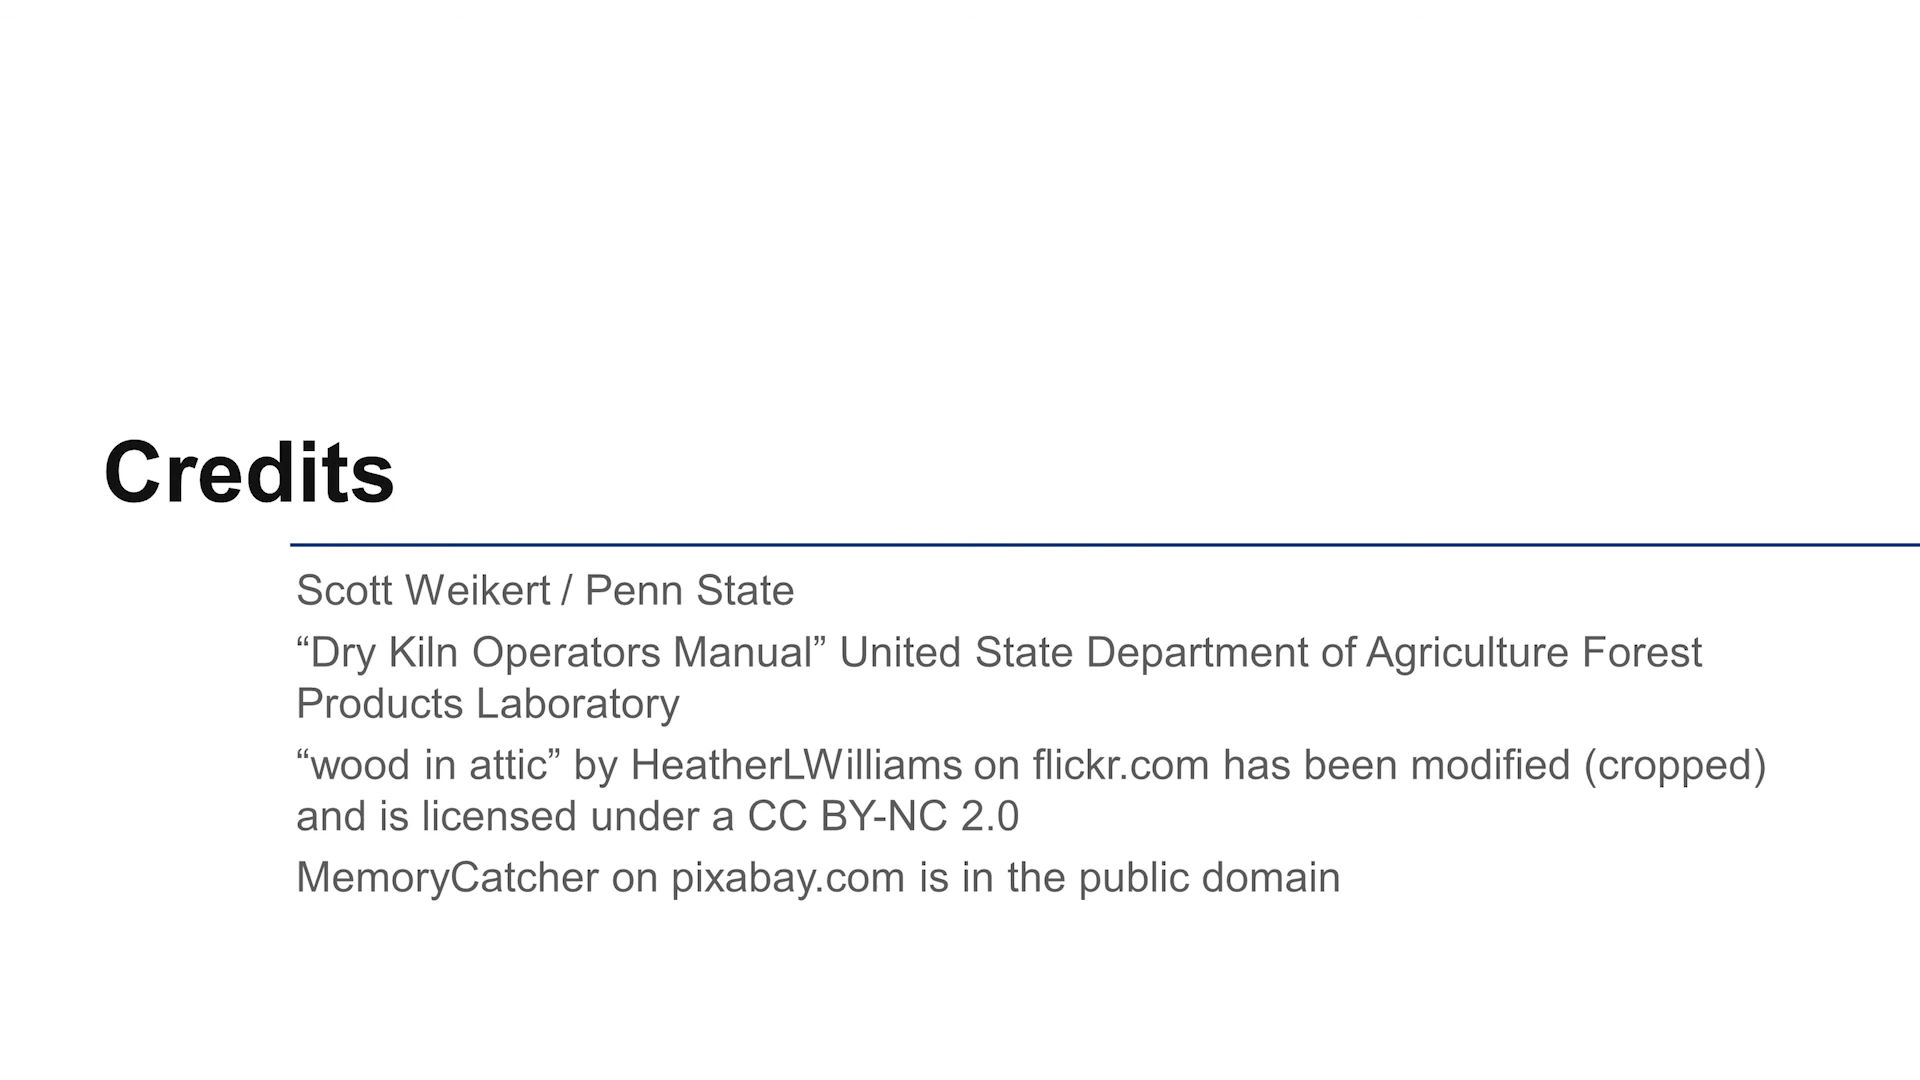 Credits
Scott Weikert / Penn State
“Dry Kiln Operators Manual” United State Department of Agriculture Forest
Products Laboratory
“wood in attic” by HeatherLWilliams on flickr.com has been modified (cropped)
and is licensed under a CC BY-NC 2.0
MemoryCatcher on pixabay.com is in the public domain